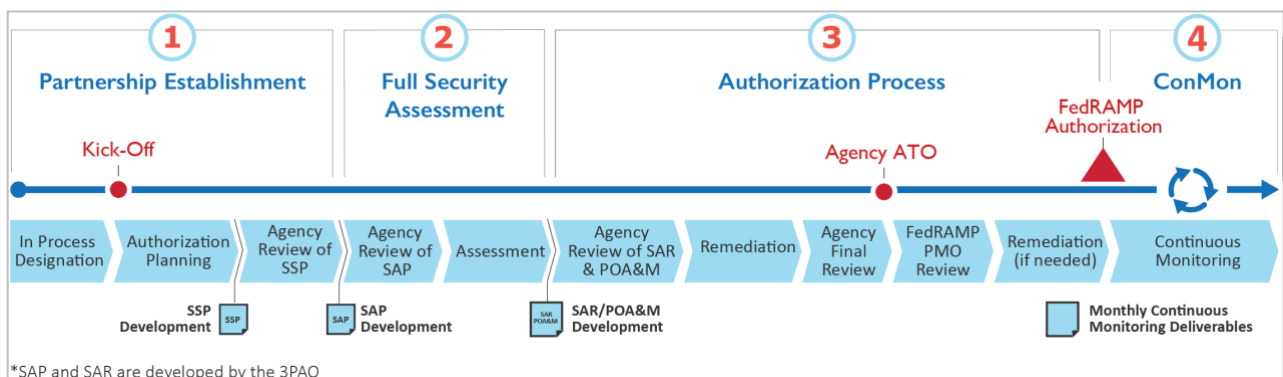 1
Partnership Establishment
2
Full Security
Assessment
3
Authorization Process
4
ConMon
Kick-Off
Agency ATO
FedRAMP
Authorization
In Process
Designation
Authorization
Planning
Agency
Review of
SSP
Agency
Review of
SAP
Assessment
Agency
Review of SAR
& POA&M
Remediation
Agency
Final
Review
FedRAMP
PMO
Review
Remediation
(if needed)
Continuous
Monitoring
SSP
Development
SSP
SAP
SAP
Development
SAR
POA&M
SAR/POA&M
Development
Monthly Continuous
Monitoring Deliverables
*SAP and SAR are developed by the 3PAO